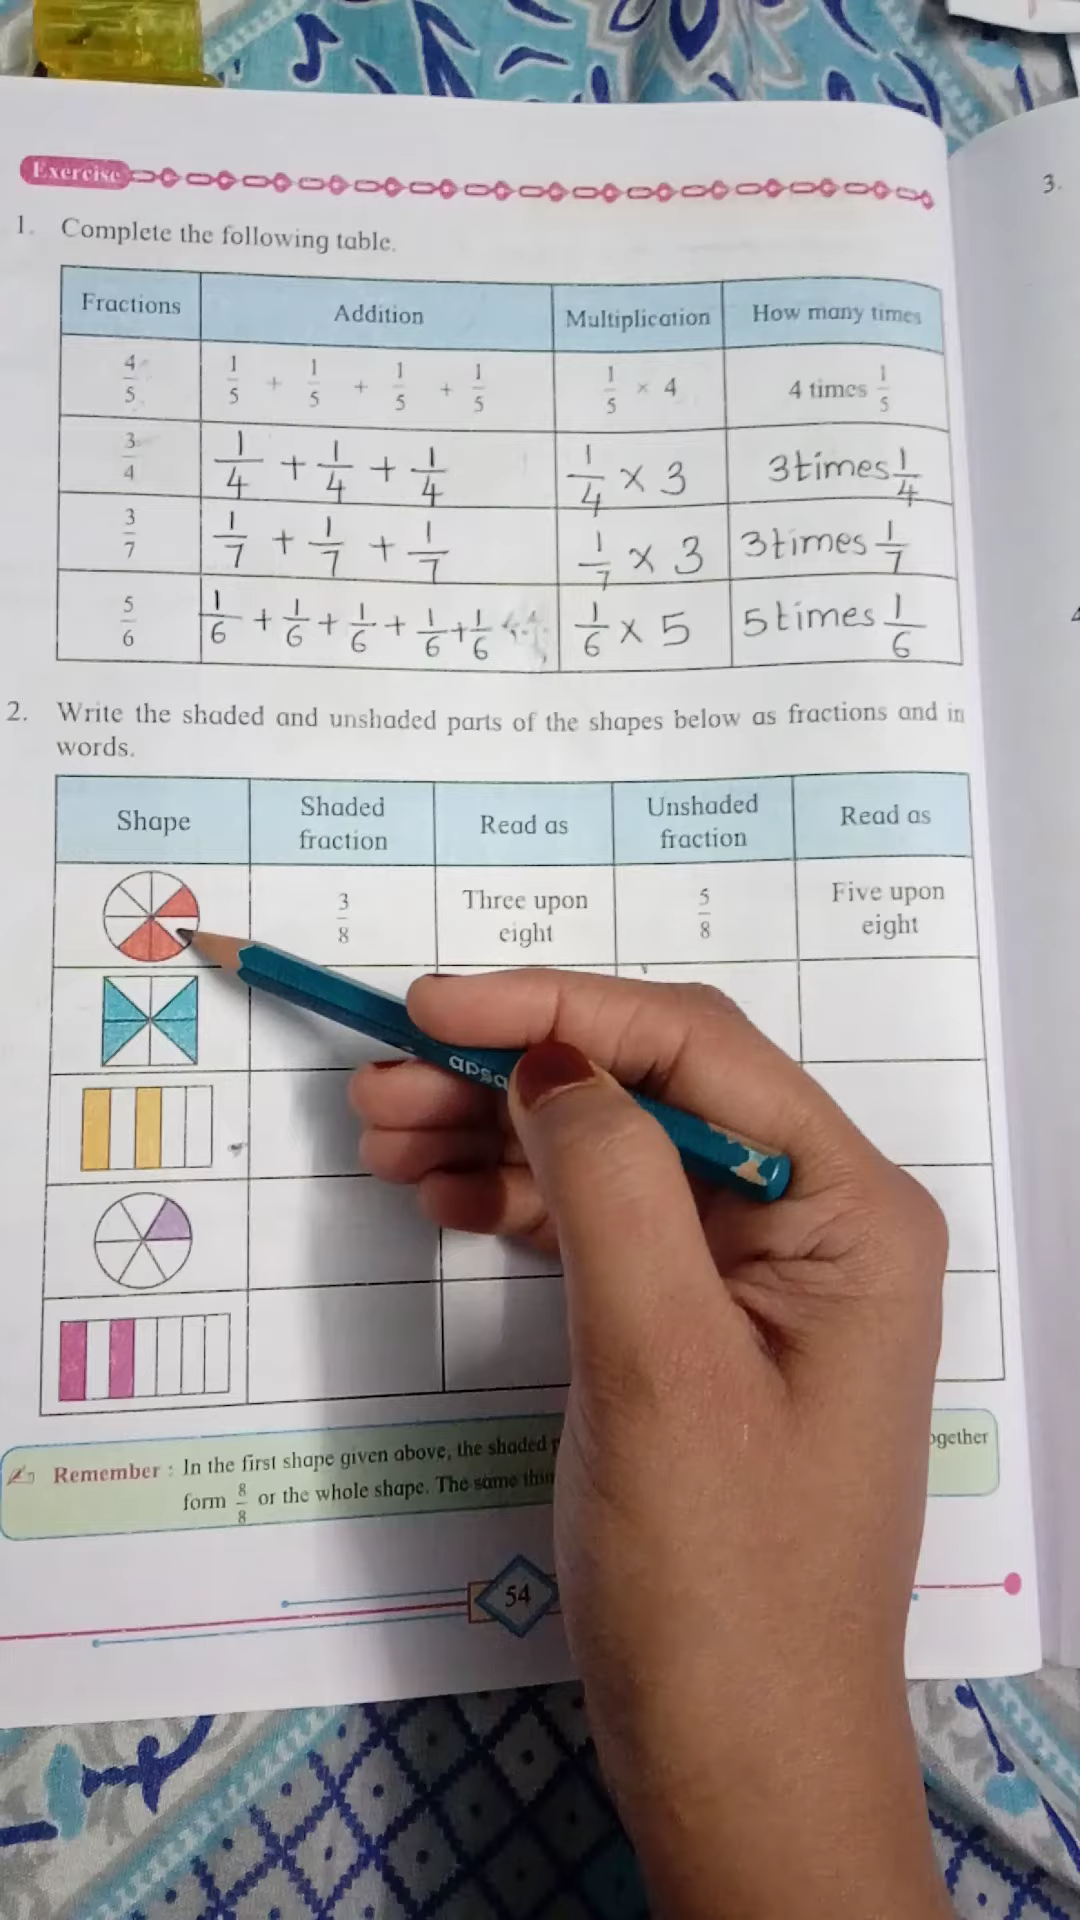 Exercise
3.
1. Complete the following table.
Fractions Addition Multiplication How many times
4/5 1/5 + 1/5 + 1/5 + 1/5 1/5 × 4 4 times 1/5
3/4 1/4 + 1/4 + 1/4 1/4 × 3 3times 1/4
3/7 1/7 + 1/7 + 1/7 1/7 × 3 3times 1/7
5/6 1/6 + 1/6 + 1/6 + 1/6 + 1/6 1/6 × 5 5times 1/6
2. Write the shaded and unshaded parts of the shapes below as fractions and in
words.
Shape Shaded fraction Read as Unshaded fraction Read as
3/8 Three upon eight 5/8 Five upon eight
apsa
Remember : In the first shape given above, the shaded
form 8/8 or the whole shape. The same
54